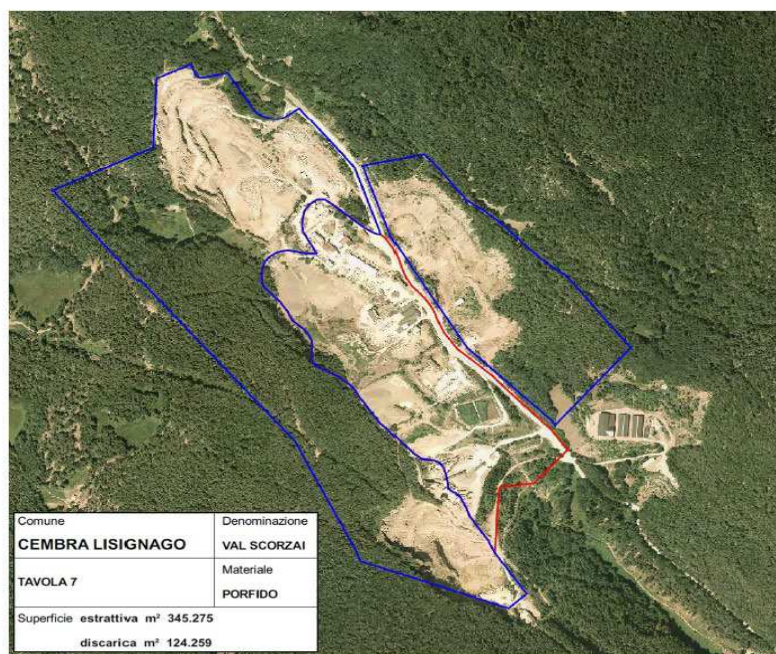 Comune
CEMBRA LISIGNAGO
Denominazione
VAL SCORZAI
TAVOLA 7
Materiale
PORFIDO
Superficie estrattiva m² 345.275
discarica m² 124.259